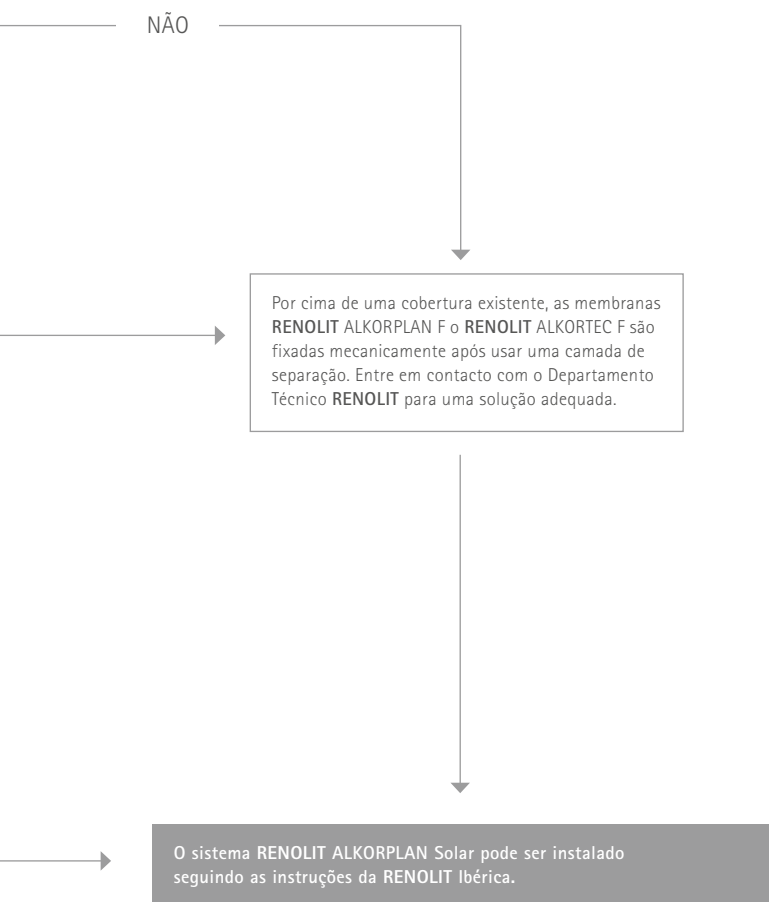 NÃO
Por cima de uma cobertura existente, as membranas
RENOLIT ALKORPLAN F o RENOLIT ALKORTEC F são
fixadas mecanicamente após usar uma camada de
separação. Entre em contacto com o Departamento
Técnico RENOLIT para uma solução adequada.
O sistema RENOLIT ALKORPLAN Solar pode ser instalado
seguindo as instruções da RENOLIT Ibérica.